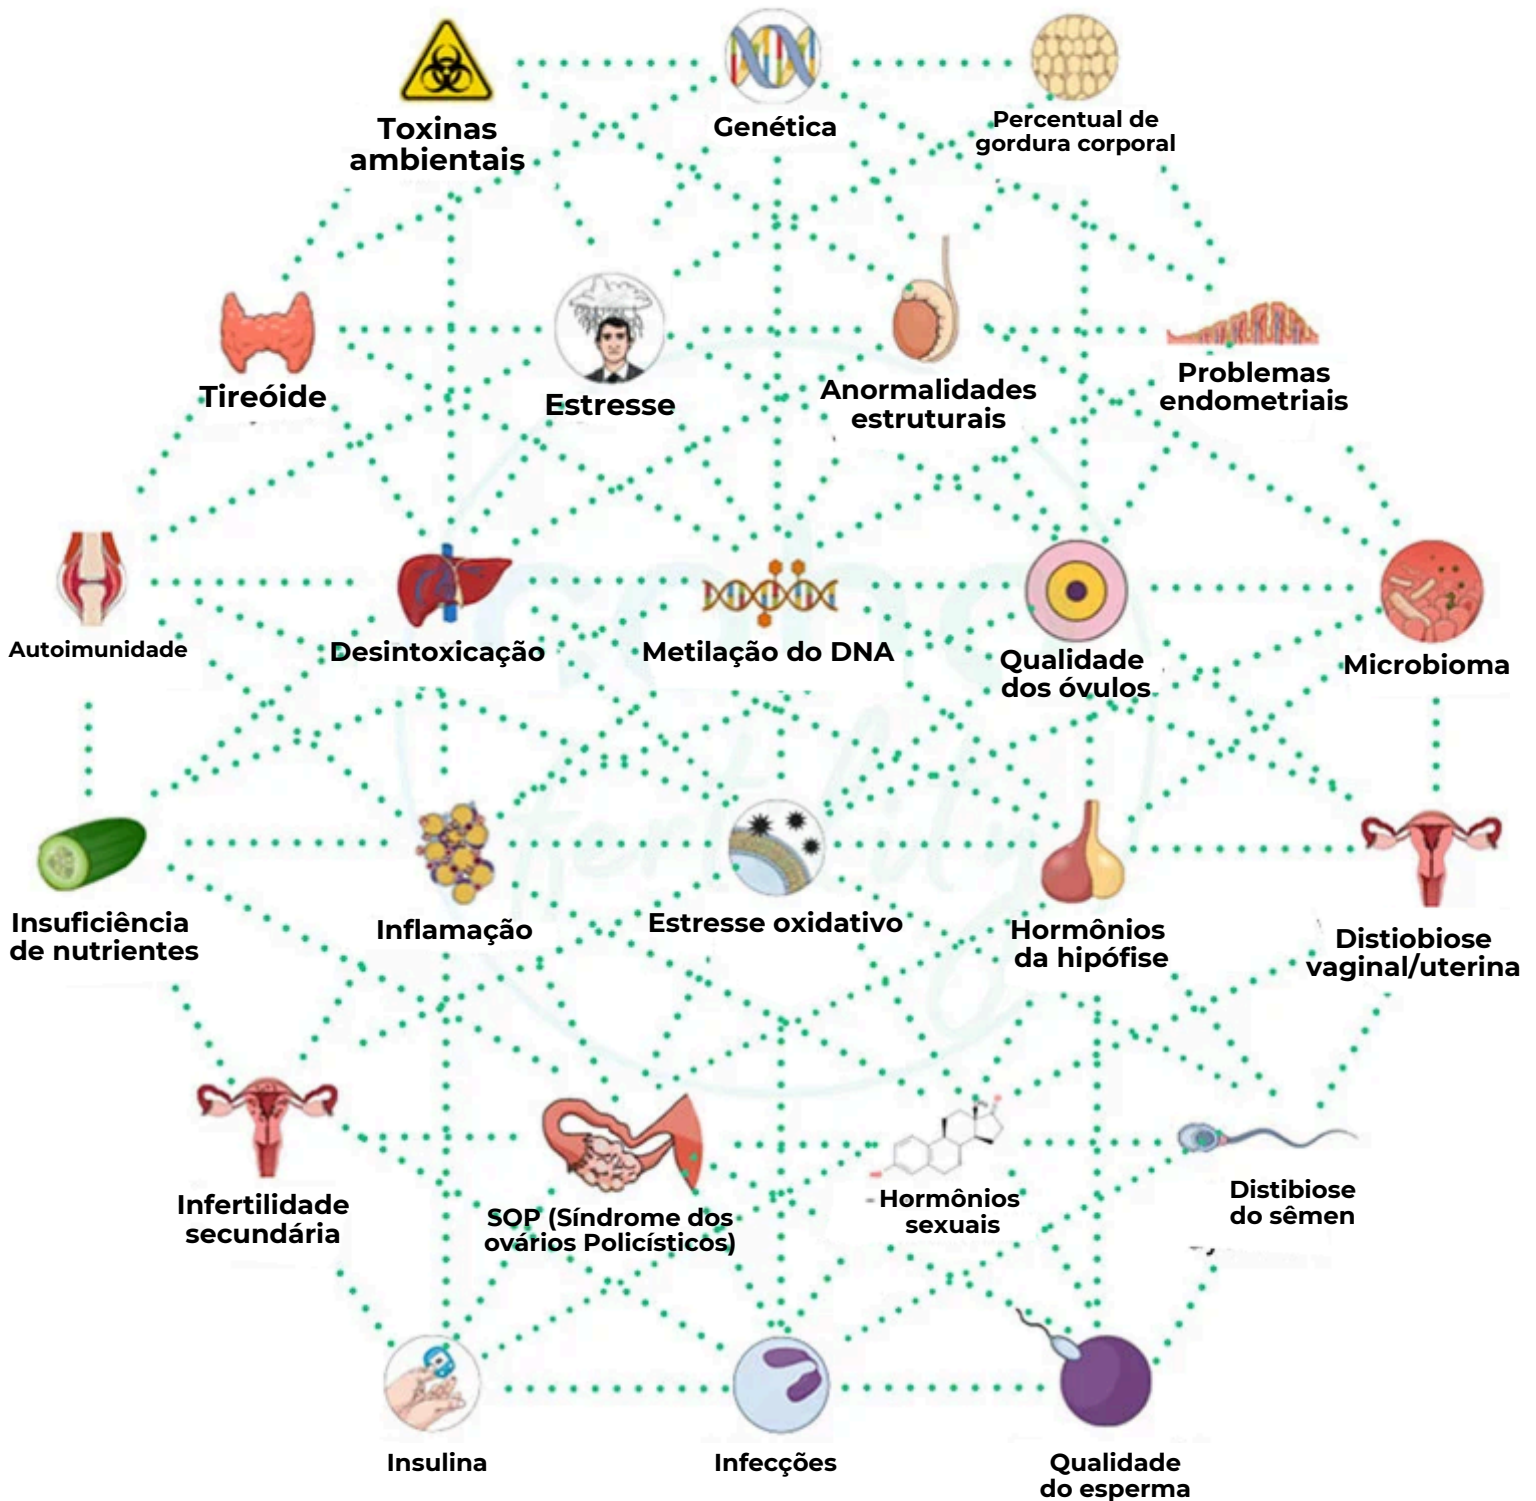 Toxinas
ambientais
Genética
Percentual de
gordura corporal
Tireóide
Estresse
Anormalidades
estruturais
Problemas
endometriais
Autoimunidade
Desintoxicação
Metilação do DNA
Qualidade
dos óvulos
Microbioma
Insuficiência
de nutrientes
Inflamação
Estresse oxidativo
Hormônios
da hipófise
Distiobiose
vaginal/uterina
Infertilidade
secundária
SOP (Síndrome dos
ovários Policísticos)
Hormônios
sexuais
Distibiose
do sêmen
Insulina
Infecções
Qualidade
do esperma